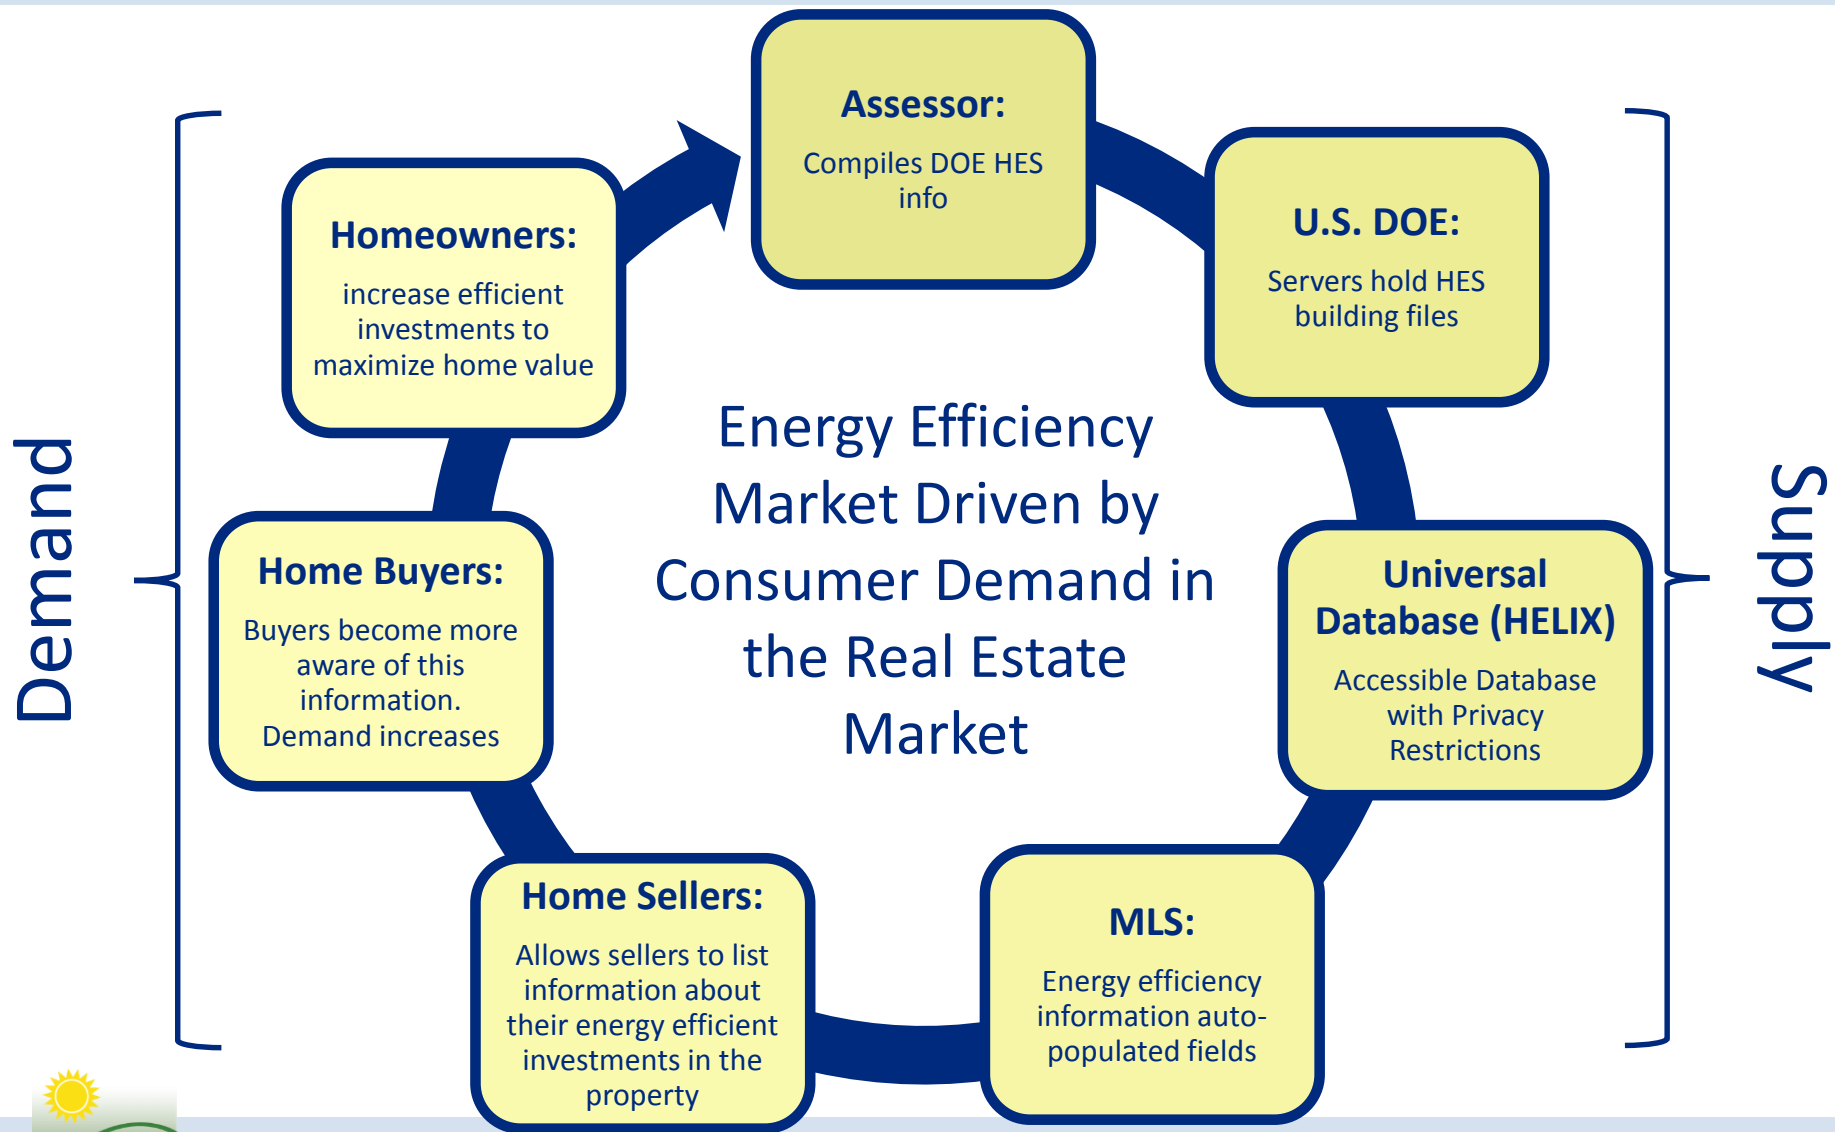 Assessor:
Compiles DOE HES
info
U.S. DOE:
Servers hold HES
building files
Universal
Database (HELIX)
Accessible Database
with Privacy
Restrictions
MLS:
Energy efficiency
information auto-
populated fields
Home Sellers:
Allows sellers to list
information about
their energy efficient
investments in the
property
Home Buyers:
Buyers become more
aware of this
information.
Demand increases
Homeowners:
increase efficient
investments to
maximize home value
Energy Efficiency
Market Driven by
Consumer Demand in
the Real Estate
Market
Demand
Supply